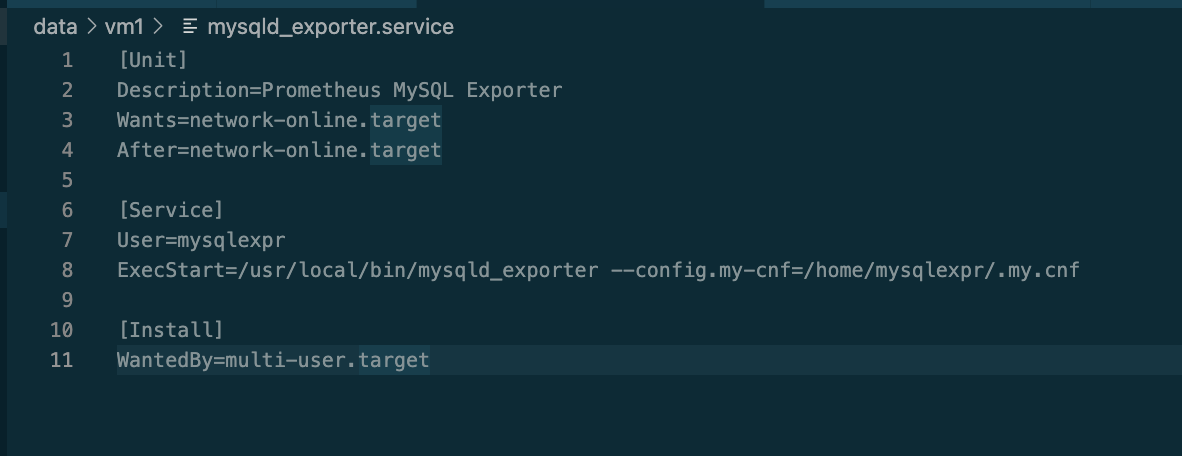 data > vm1 > mysqld_exporter.service
1 [Unit]
2 Description=Prometheus MySQL Exporter
3 Wants=network-online.target
4 After=network-online.target
5
6 [Service]
7 User=mysqlexpr
8 ExecStart=/usr/local/bin/mysqld_exporter --config.my-cnf=/home/mysqlexpr/.my.cnf
9
10 [Install]
11 WantedBy=multi-user.target